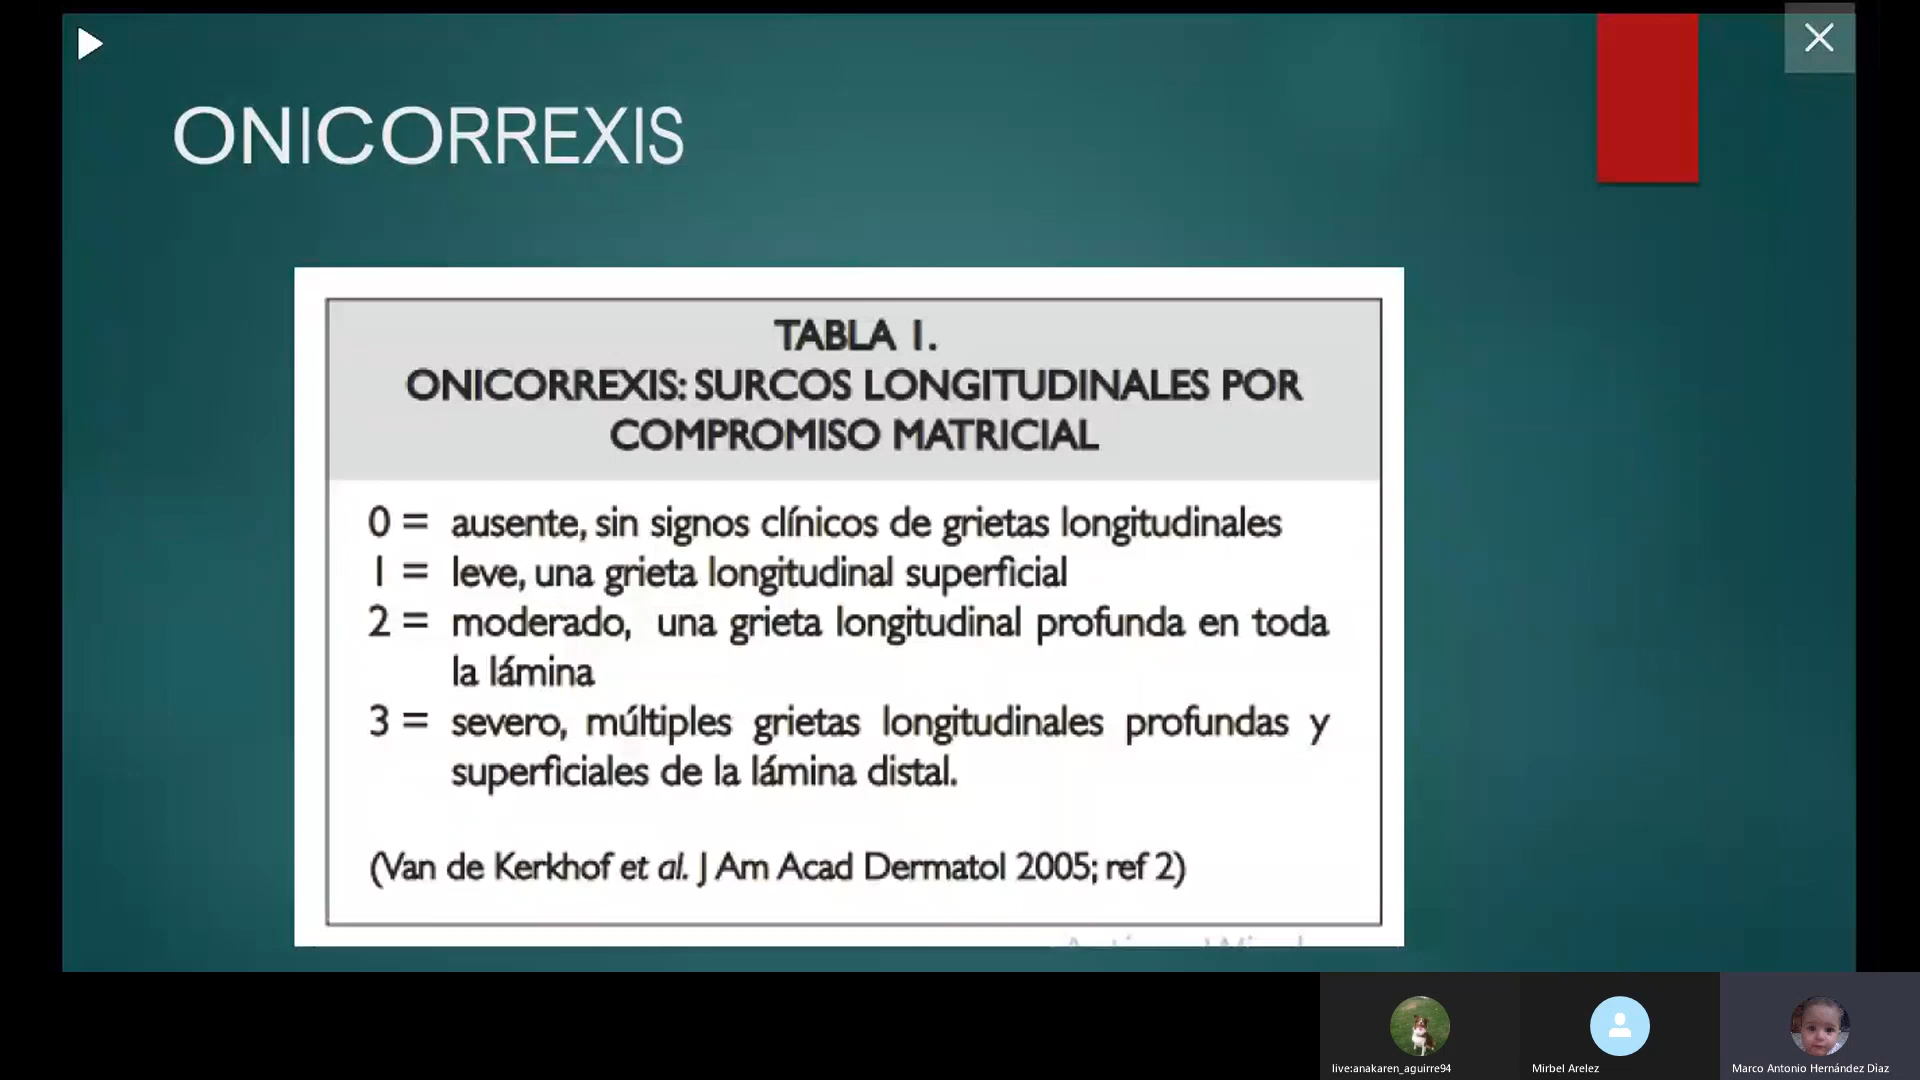 ONICORREXIS
TABLA 1.
ONICORREXIS: SURCOS LONGITUDINALES POR
COMPROMISO MATRICIAL
0 = ausente, sin signos clínicos de grietas longitudinales
1 = leve, una grieta longitudinal superficial
2 = moderado, una grieta longitudinal profunda en toda
la lámina
3 = severo, múltiples grietas longitudinales profundas y
superficiales de la lámina distal.
(Van de Kerkhof et al. J Am Acad Dermatol 2005; ref 2)
live:anakaren_aguirre94
Mirbel Arelez
Marco Antonio Hernández Dìaz